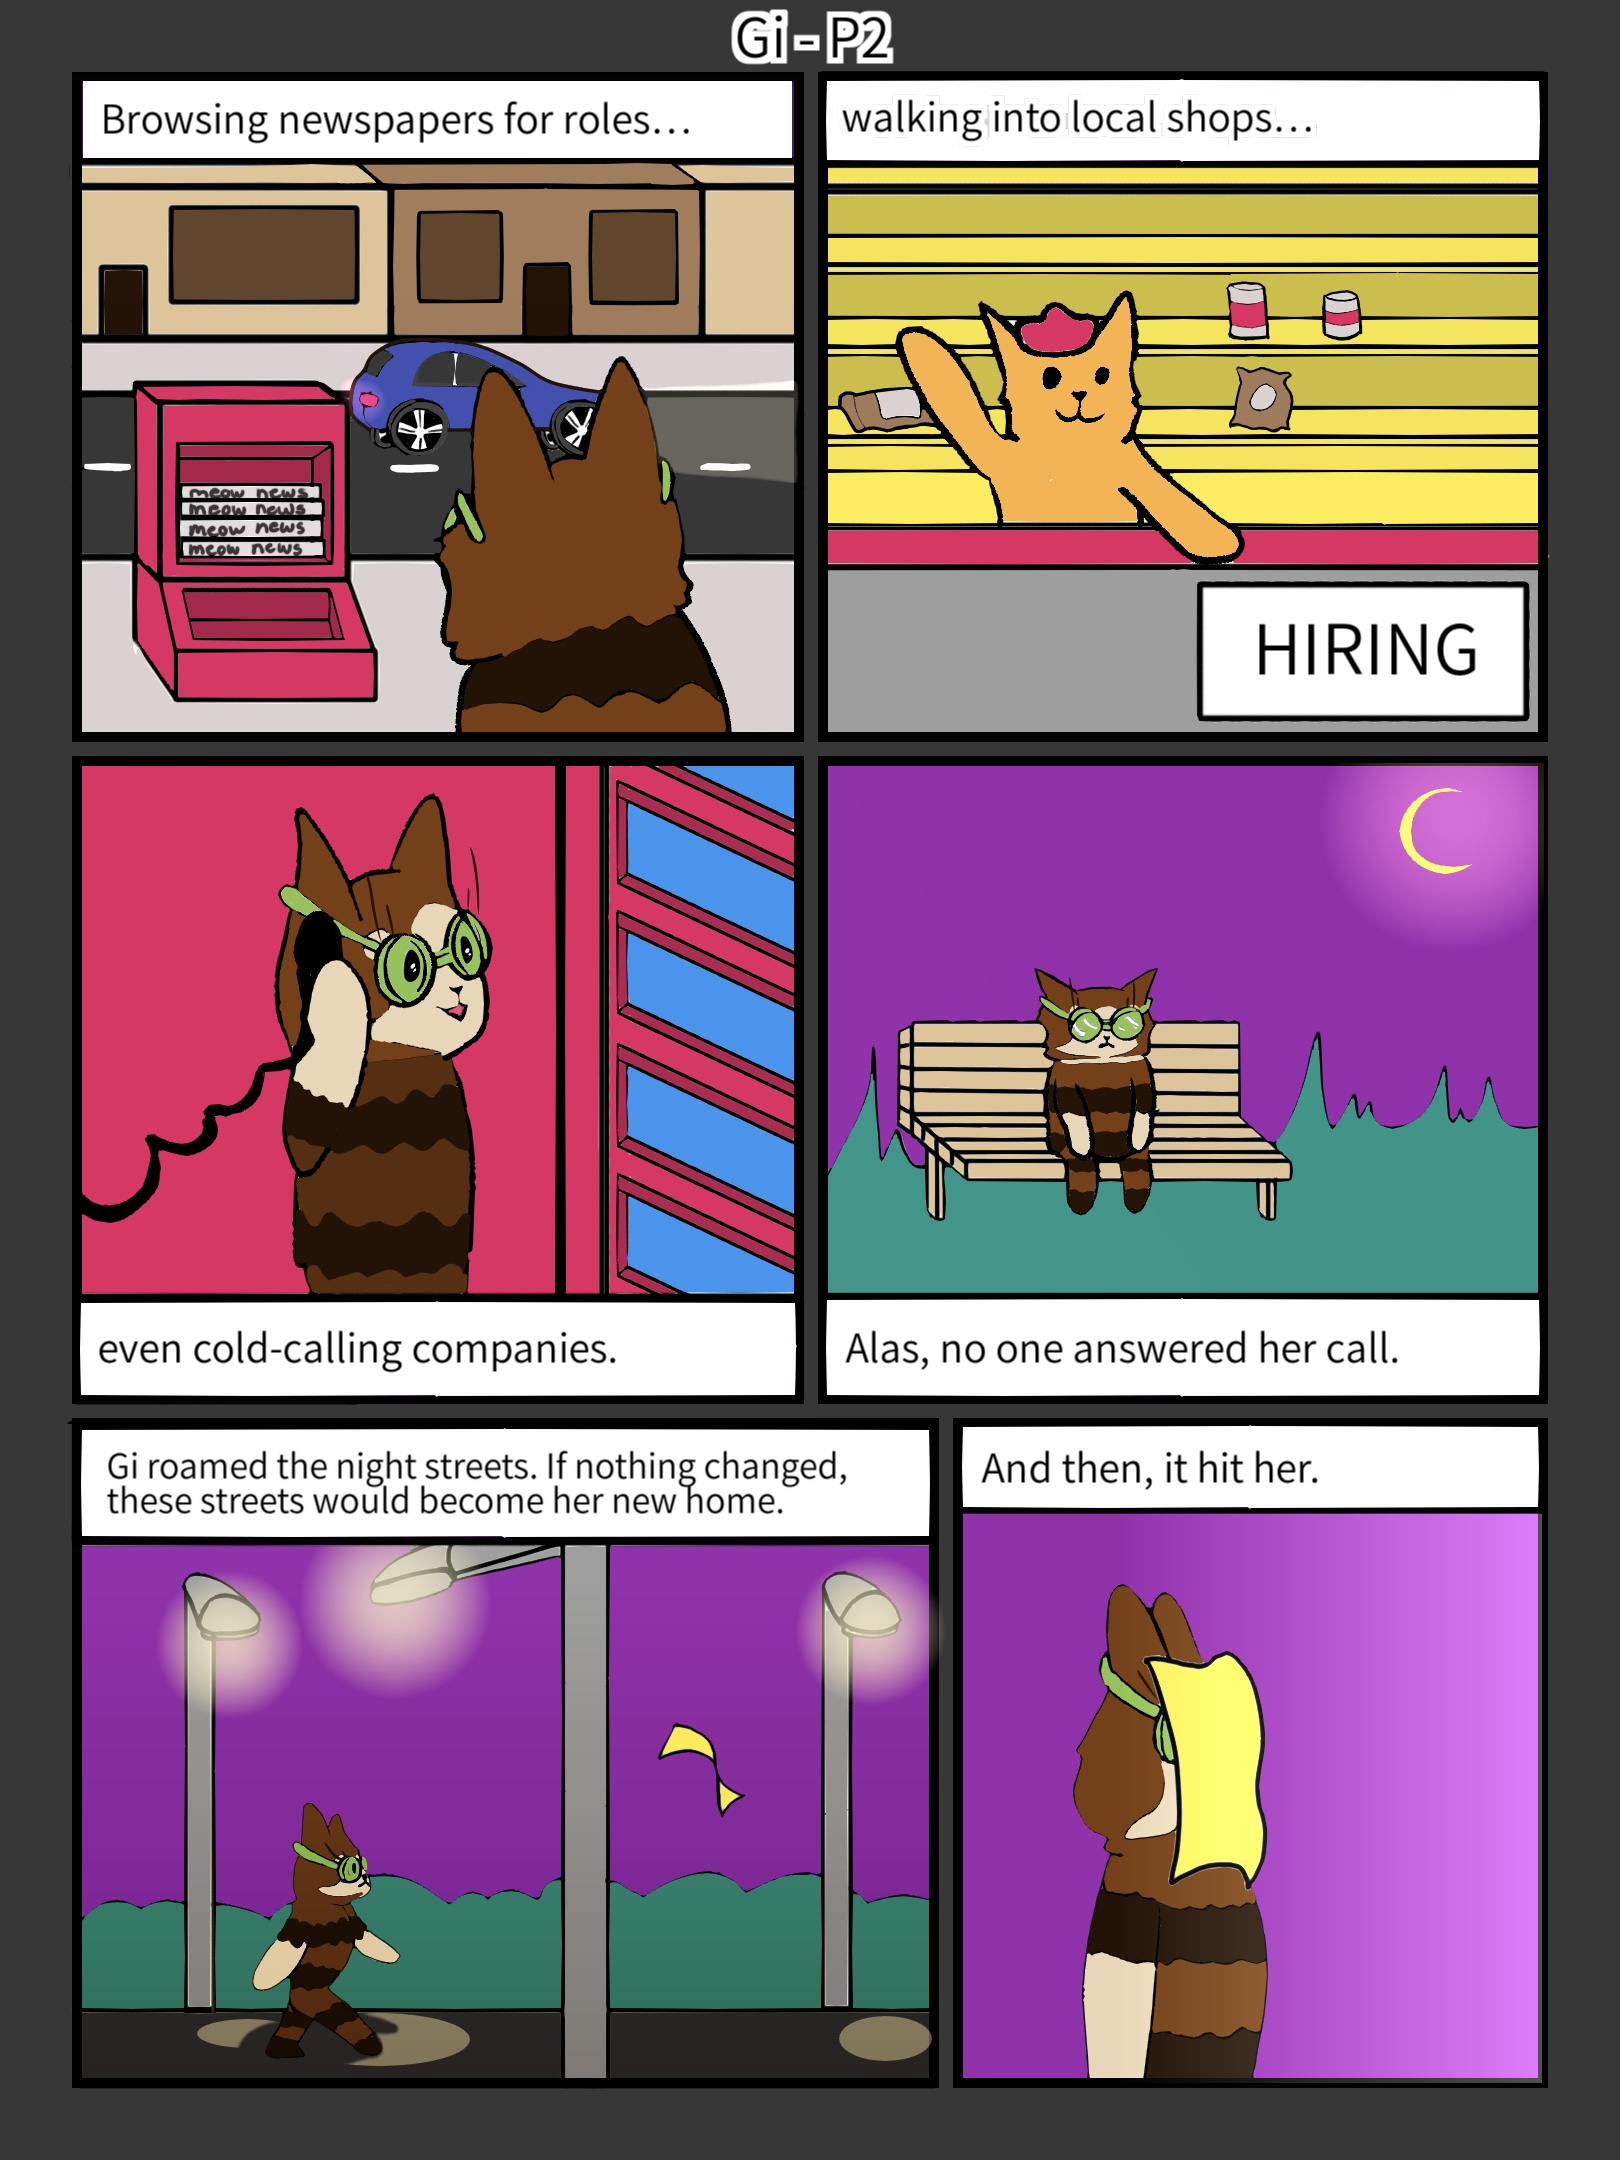 Gi - P2
Browsing newspapers for roles...
walking into local shops...
meow news
meow news
meow news
meow news
HIRING
even cold-calling companies.
Alas, no one answered her call.
Gi roamed the night streets. If nothing changed,
these streets would become her new home.
And then, it hit her.